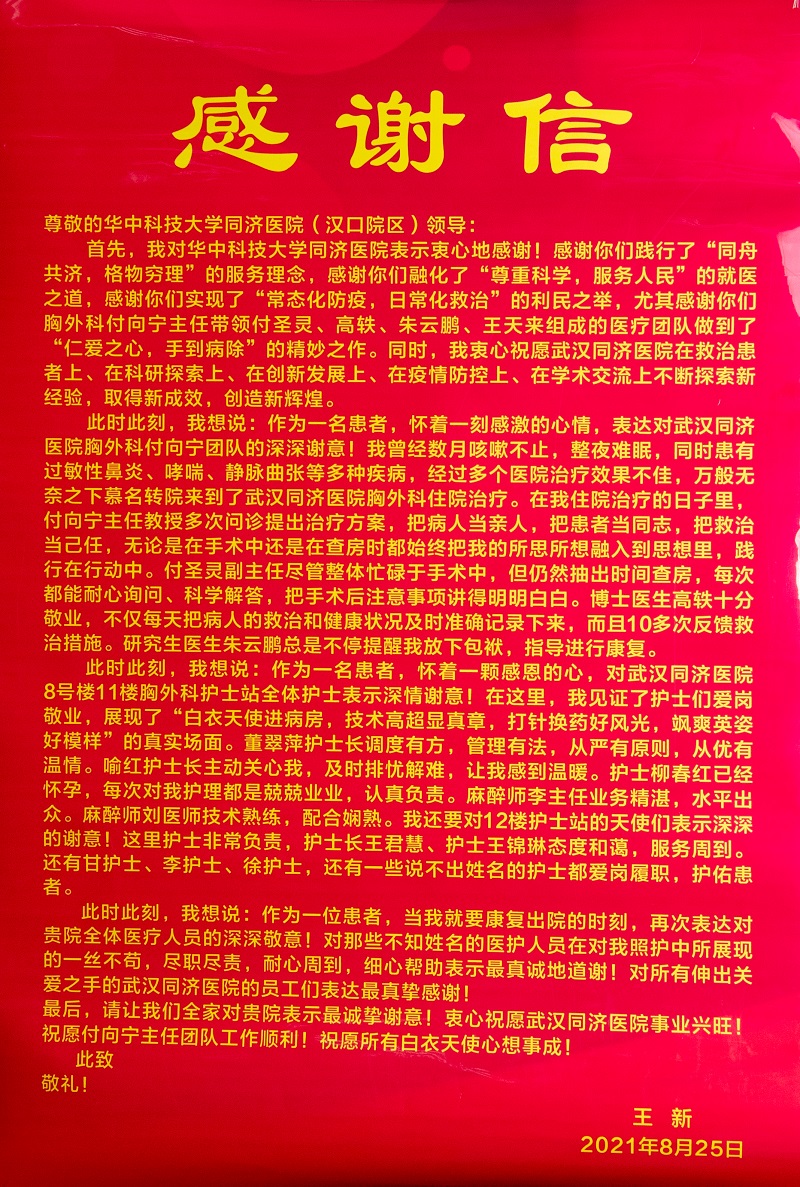 感谢信
尊敬的华中科技大学同济医院（汉口院区）领导：
首先，我对华中科技大学同济医院表示衷心地感谢！感谢你们践行了“同舟
共济，格物穷理”的服务理念，感谢你们融化了“尊重科学，服务人民”的就医
之道，感谢你们实现了“常态化防疫，日常化救治”的利民之举，尤其感谢你们
胸外科付向宁主任带领付圣灵、高轶、朱云鹏、王天来组成的医疗团队做到了
“仁爱之心，手到病除”的精妙之作。同时，我衷心祝愿武汉同济医院在救治患
者上、在科研探索上、在创新发展上、在疫情防控上、在学术交流上不断探索新
经验，取得新成效，创造新辉煌。
此时此刻，我想说：作为一名患者，怀着一刻感激的心情，表达对武汉同济
医院胸外科付向宁团队的深深谢意！我曾经数月咳嗽不止，整夜难眠，同时患有
过敏性鼻炎、哮喘、静脉曲张等多种疾病，经过多个医院治疗效果不佳，万般无
奈之下慕名转院来到了武汉同济医院胸外科住院治疗。在我住院治疗的日子里，
付向宁主任教授多次问诊提出治疗方案，把病人当亲人，把患者当同志，把救治
当己任，无论是在手术中还是在查房时都始终把我的所思所想融入到思想里，践
行在行动中。付圣灵副主任尽管整体忙碌于手术中，但仍然抽出时间查房，每次
都能耐心询问、科学解答，把手术后注意事项讲得明明白白。博士医生高轶十分
敬业，不仅每天把病人的救治和健康状况及时准确记录下来，而且10多次反馈救
治措施。研究生医生朱云鹏总是不停提醒我放下包袱，指导进行康复。
此时此刻，我想说：作为一名患者，怀着一颗感恩的心，对武汉同济医院
8号楼11楼胸外科护士站全体护士表示深情谢意！在这里，我见证了护士们爱岗
敬业，展现了“白衣天使进病房，技术高超显真章，打针换药好风光，飒爽英姿
好模样”的真实场面。董翠萍护士长调度有方，管理有法，从严有原则，从优有
温情。喻红护士长主动关心我，及时排忧解难，让我感到温暖。护士柳春红已经
怀孕，每次对我护理都是兢兢业业，认真负责。麻醉师李主任业务精湛，水平出
众。麻醉师刘医师技术熟练，配合娴熟。我还要对12楼护士站的天使们表示深深
的谢意！这里护士非常负责，护士长王君慧、护士王锦琳态度和蔼，服务周到。
还有甘护士、李护士、徐护士，还有一些说不出姓名的护士都爱岗履职，护佑患
者。
此时此刻，我想说：作为一位患者，当我就要康复出院的时刻，再次表达对
贵院全体医疗人员的深深敬意！对那些不知姓名的医护人员在对我照护中所展现
的一丝不苟，尽职尽责，耐心周到，细心帮助表示最真诚地道谢！对所有伸出关
爱之手的武汉同济医院的员工们表达最真挚感谢！
最后，请让我们全家对贵院表示最诚挚谢意！衷心祝愿武汉同济医院事业兴旺！
祝愿付向宁主任团队工作顺利！祝愿所有白衣天使心想事成！
此致
敬礼！
王 新
2021年8月25日